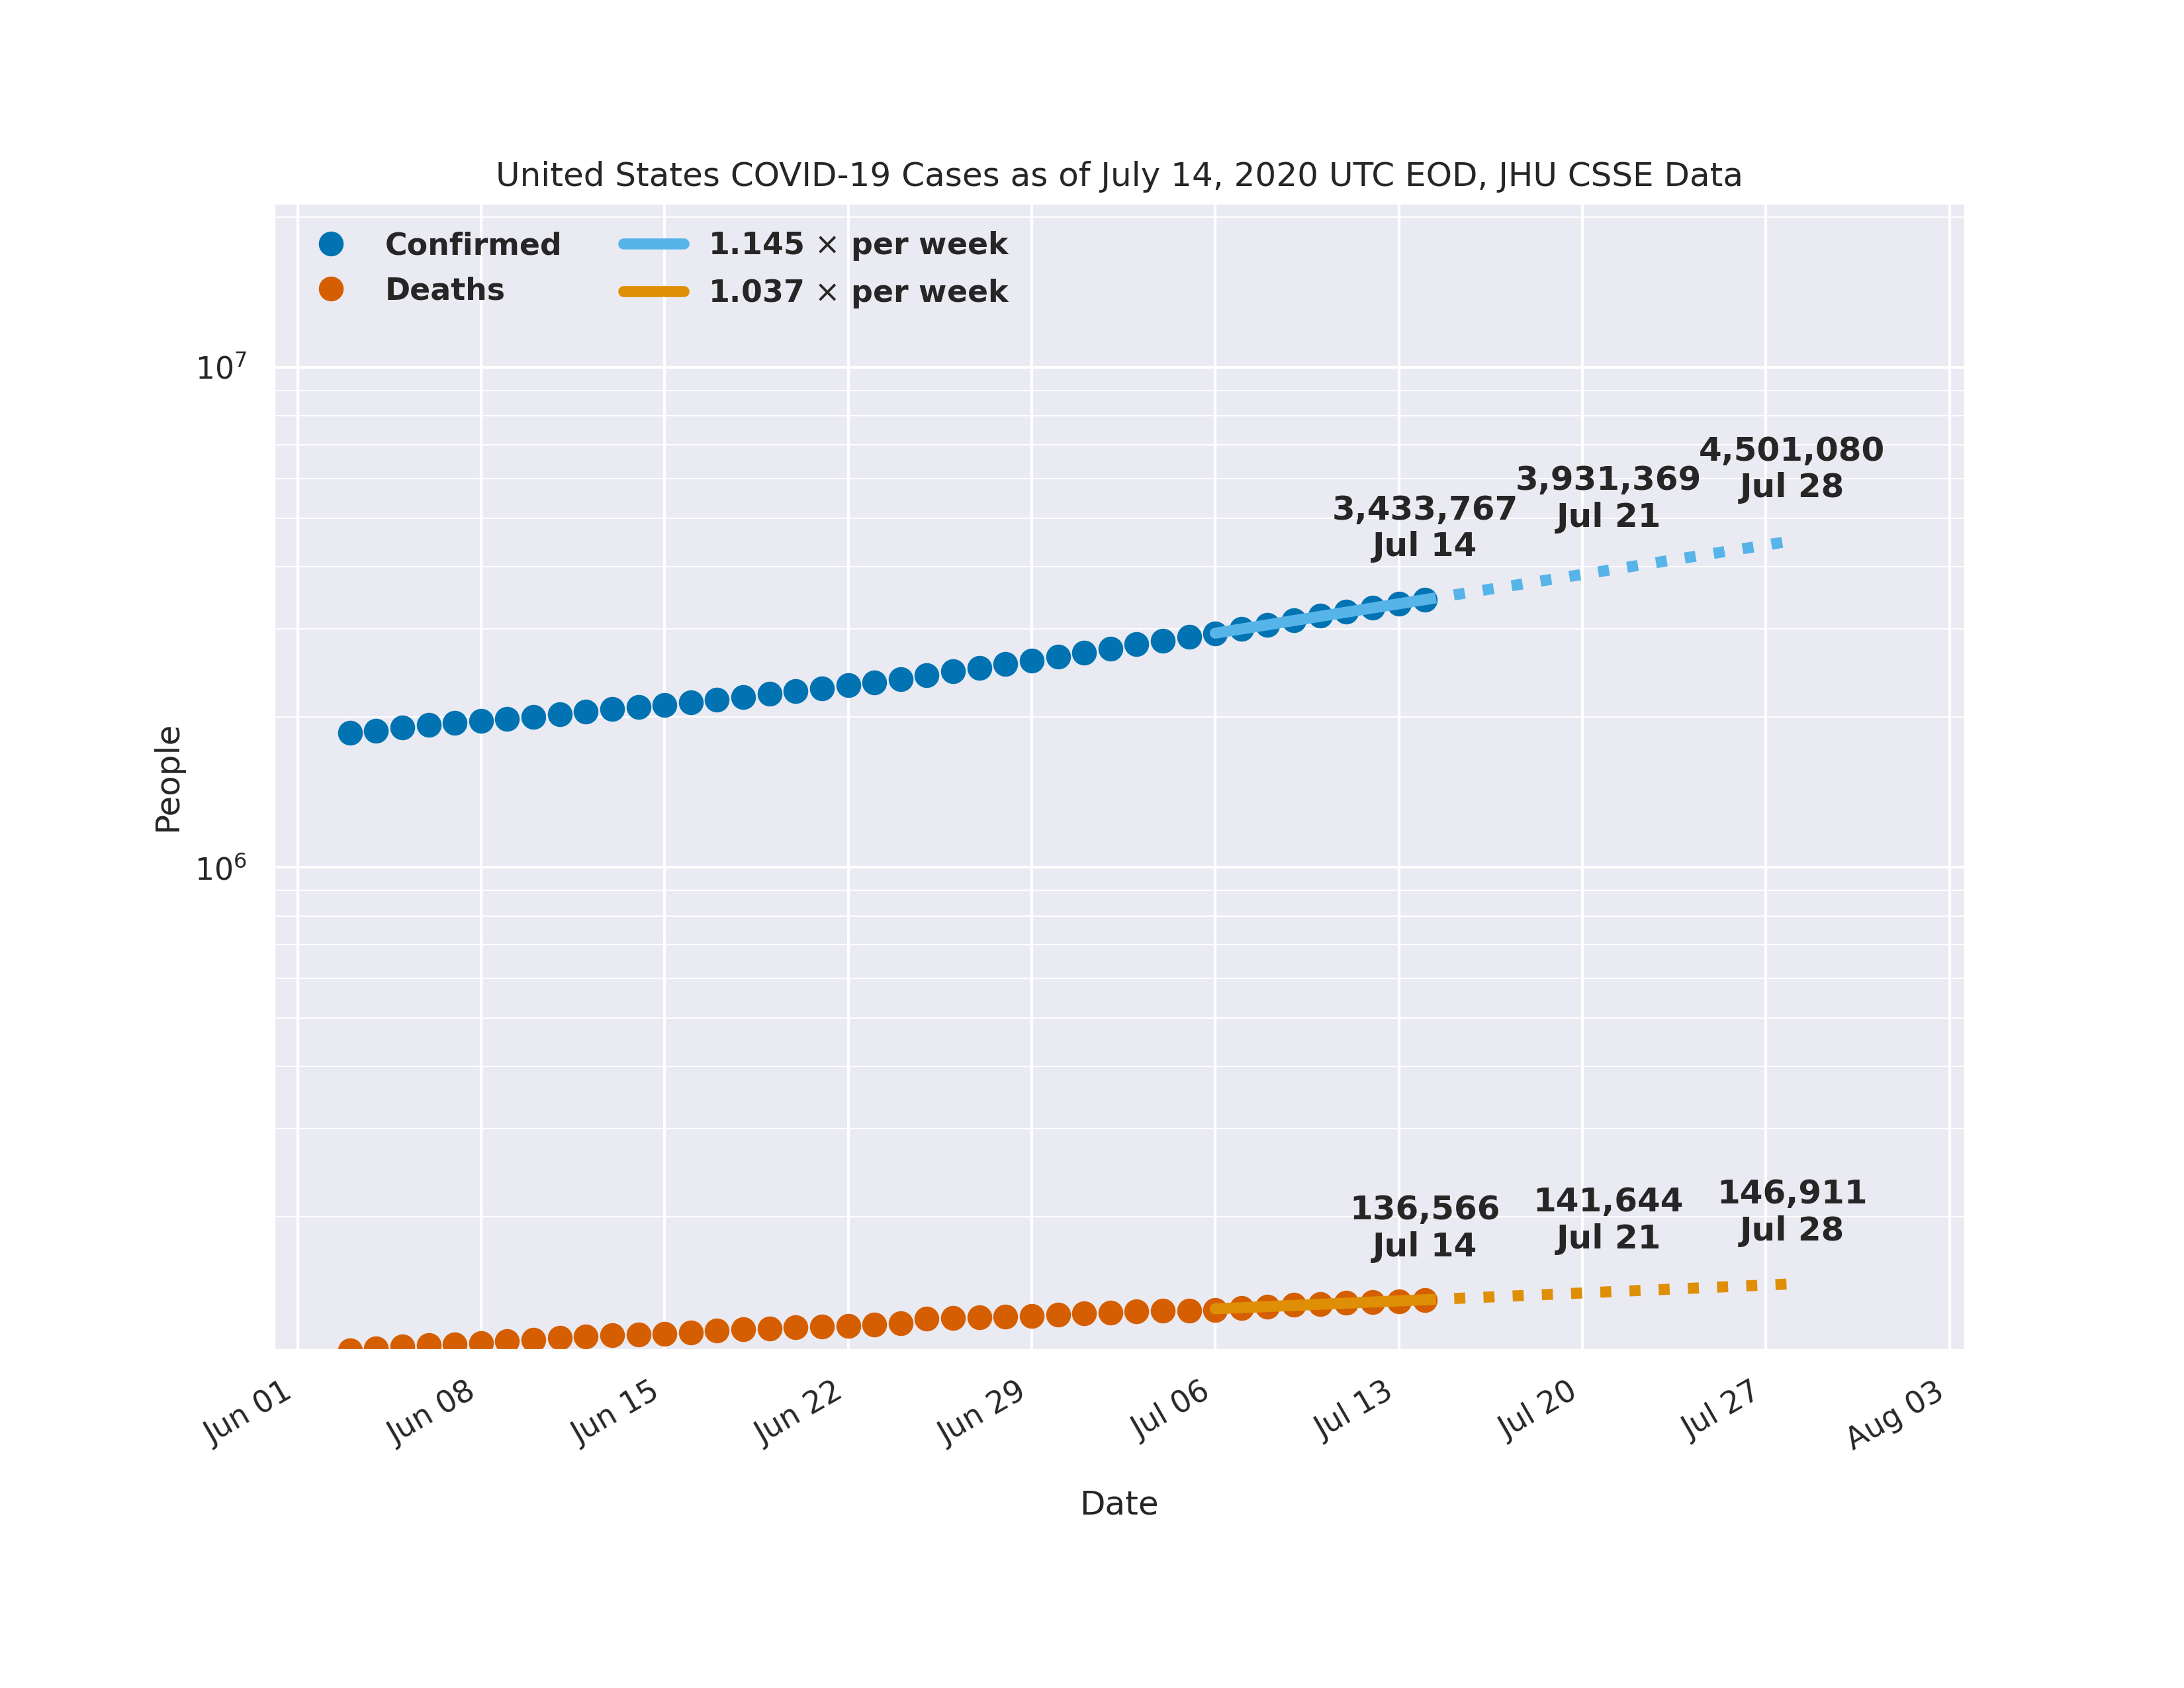 United States COVID-19 Cases as of July 14, 2020 UTC EOD, JHU CSSE Data
Confirmed
Deaths
1.145 × per week
1.037 × per week
10⁷
10⁶
People
3,433,767
Jul 14
3,931,369
Jul 21
4,501,080
Jul 28
136,566
Jul 14
141,644
Jul 21
146,911
Jul 28
Jun 01
Jun 08
Jun 15
Jun 22
Jun 29
Jul 06
Jul 13
Jul 20
Jul 27
Aug 03
Date